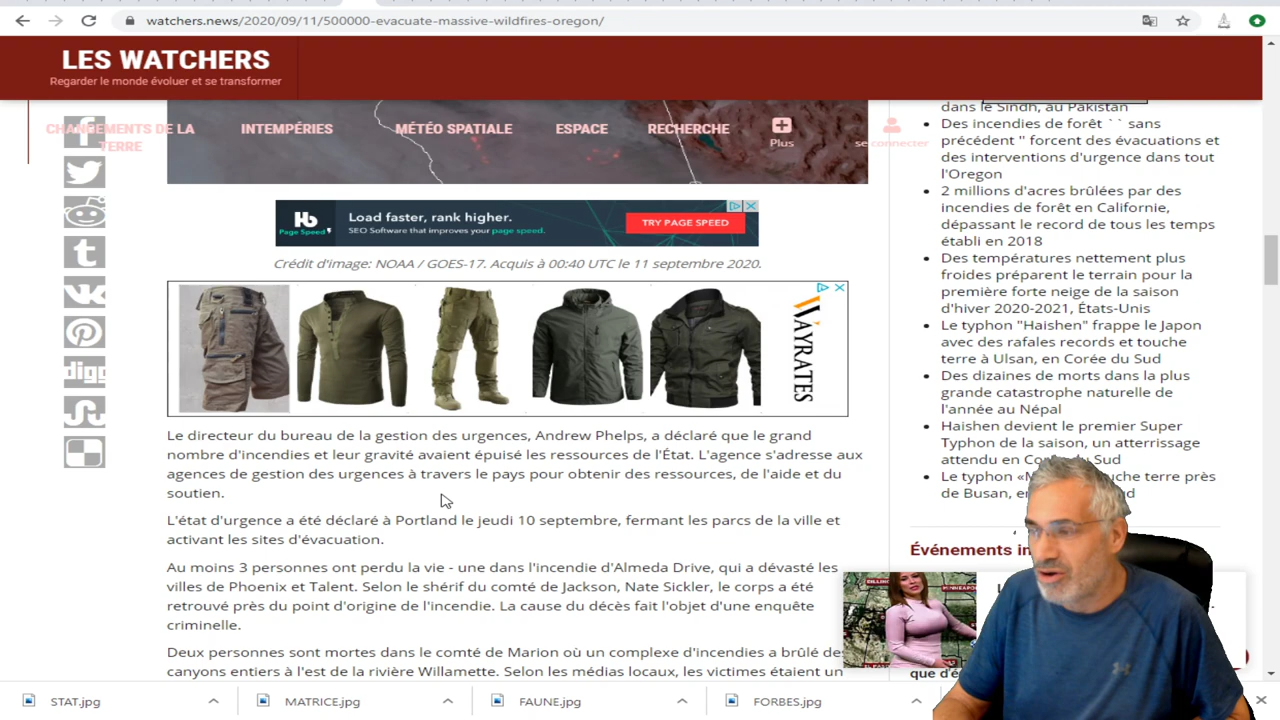 watchers.news/2020/09/11/500000-evacuate-massive-wildfires-oregon/
LES WATCHERS
Regarder le monde évoluer et se transformer
CHANGEMENTS DE LA
TERRE
INTEMPÉRIES
MÉTÉO SPATIALE
ESPACE
RECHERCHE
Plus
se connecter
Hb
Page Speed
Load faster, rank higher.
SEO Software that improves your page speed.
TRY PAGE SPEED
Crédit d'image: NOAA / GOES-17. Acquis à 00:40 UTC le 11 septembre 2020.
WAYRATES
digg
Le directeur du bureau de la gestion des urgences, Andrew Phelps, a déclaré que le grand
nombre d'incendies et leur gravité avaient épuisé les ressources de l'État. L'agence s'adresse aux
agences de gestion des urgences à travers le pays pour obtenir des ressources, de l'aide et du
soutien.
L'état d'urgence a été déclaré à Portland le jeudi 10 septembre, fermant les parcs de la ville et
activant les sites d'évacuation.
Au moins 3 personnes ont perdu la vie - une dans l'incendie d'Almeda Drive, qui a dévasté les
villes de Phoenix et Talent. Selon le shérif du comté de Jackson, Nate Sickler, le corps a été
retrouvé près du point d'origine de l'incendie. La cause du décès fait l'objet d'une enquête
criminelle.
Deux personnes sont mortes dans le comté de Marion où un complexe d'incendies a brûlé des
canyons entiers à l'est de la rivière Willamette. Selon les médias locaux, les victimes étaient un
dans le Sindh, au Pakistan
Des incendies de forêt `` sans
précédent '' forcent des évacuations et
des interventions d'urgence dans tout
l'Oregon
2 millions d'acres brûlées par des
incendies de forêt en Californie,
dépassant le record de tous les temps
établi en 2018
Des températures nettement plus
froides préparent le terrain pour la
première forte neige de la saison
d'hiver 2020-2021, États-Unis
Le typhon "Haishen" frappe le Japon
avec des rafales records et touche
terre à Ulsan, en Corée du Sud
Des dizaines de morts dans la plus
grande catastrophe naturelle de
l'année au Népal
Haishen devient le premier Super
Typhon de la saison, un atterrissage
attendu en Sud
Le typhon touche terre près
de Busan,
Événements
BILLINGS
MINNEAPO
EL PASO
STAT.jpg
MATRICE.jpg
FAUNE.jpg
FORBES.jpg